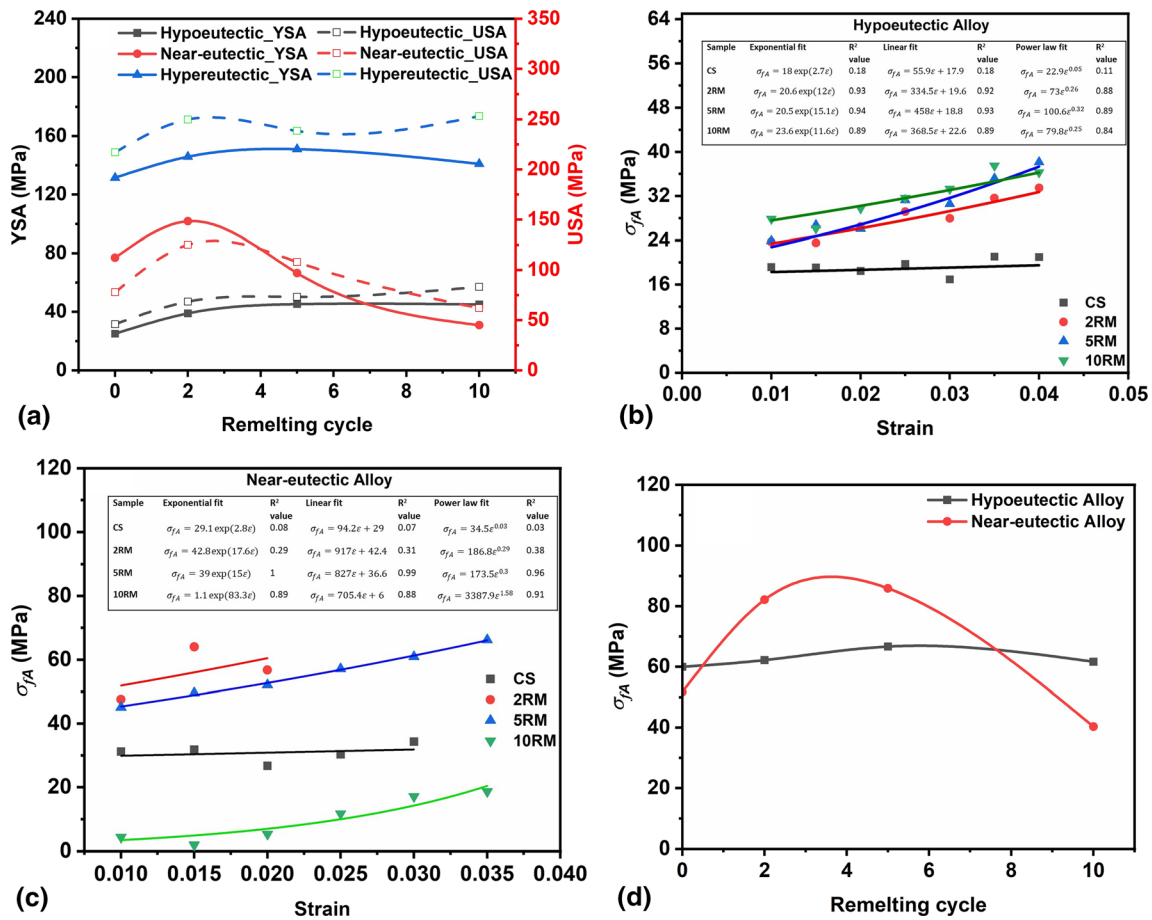 240
200
160
120
80
40
0
YSA (MPa)
Hypoeutectic_YSA
Near-eutectic_YSA
Hypereutectic_YSA
Hypoeutectic_USA
Near-eutectic_USA
Hypereutectic_USA
350
300
250
200
150
100
50
0
USA (MPa)
0 2 4 6 8 10
Remelting cycle
(a)
64
56
48
40
32
24
16
8
0
σfA (MPa)
Hypoeutectic Alloy
Sample Exponential fit R² value Linear fit R² value Power law fit R² value
CS σfA = 18 exp(2.7ε) 0.18 σfA = 55.9ε + 17.9 0.18 σfA = 22.9ε^0.05 0.11
2RM σfA = 20.6 exp(12ε) 0.93 σfA = 334.5ε + 19.6 0.92 σfA = 73ε^0.26 0.88
5RM σfA = 20.5 exp(15.1ε) 0.94 σfA = 458ε + 18.8 0.93 σfA = 100.6ε^0.32 0.89
10RM σfA = 23.6 exp(11.6ε) 0.89 σfA = 368.5ε + 22.6 0.89 σfA = 79.8ε^0.25 0.84
CS
2RM
5RM
10RM
0.00 0.01 0.02 0.03 0.04 0.05
Strain
(b)
120
100
80
60
40
20
0
σfA (MPa)
Near-eutectic Alloy
Sample Exponential fit R² value Linear fit R² value Power law fit R² value
CS σfA = 29.1 exp(2.8ε) 0.08 σfA = 94.2ε + 29 0.07 σfA = 34.5ε^0.03 0.03
2RM σfA = 42.8 exp(17.6ε) 0.29 σfA = 917ε + 42.4 0.31 σfA = 186.8ε^0.29 0.38
5RM σfA = 39 exp(15ε) 1 σfA = 827ε + 36.6 0.99 σfA = 173.5ε^0.3 0.96
10RM σfA = 1.1 exp(83.3ε) 0.89 σfA = 705.4ε + 6 0.88 σfA = 3387.9ε^1.58 0.91
CS
2RM
5RM
10RM
0.010 0.015 0.020 0.025 0.030 0.035 0.040
Strain
(c)
120
100
80
60
40
20
0
σfA (MPa)
Hypoeutectic Alloy
Near-eutectic Alloy
0 2 4 6 8 10
Remelting cycle
(d)